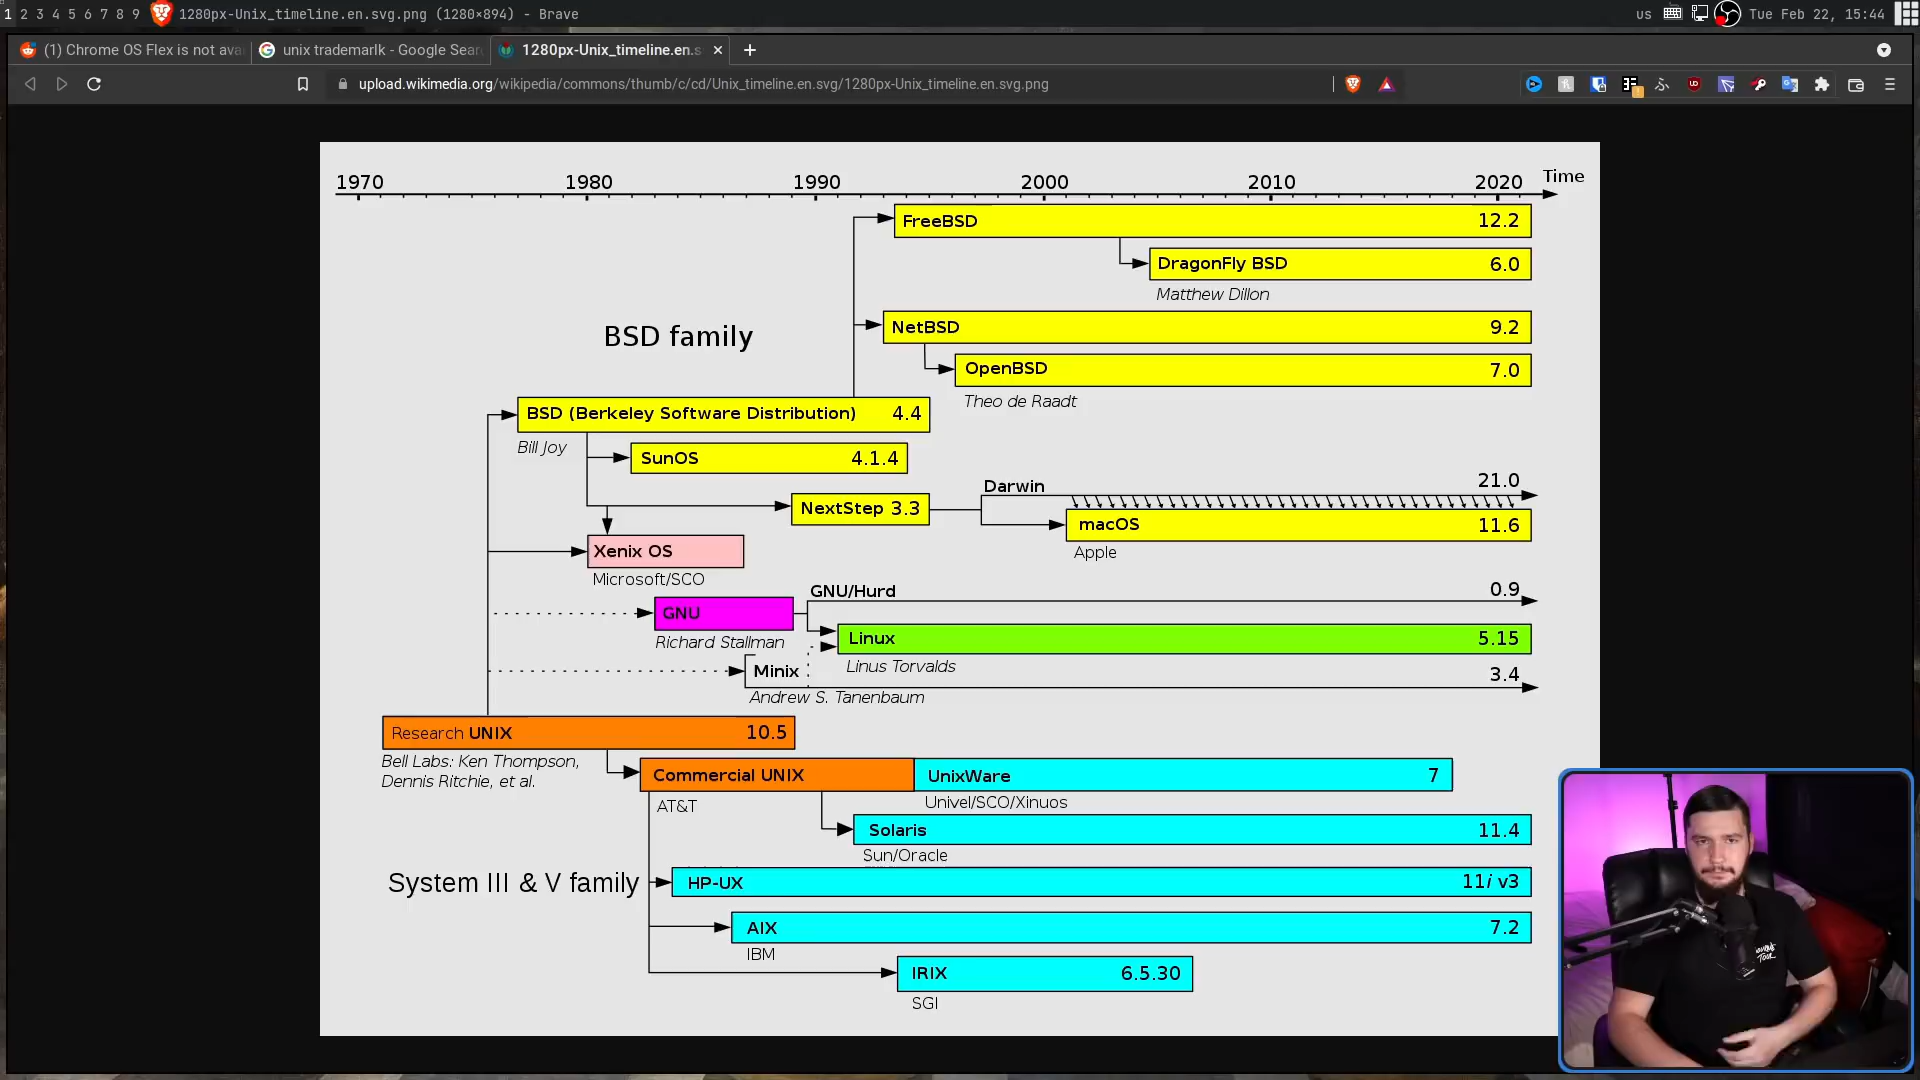 1 2 3 4 5 6 7 8 9 1280px-Unix_timeline.en.svg.png (1280×894) - Brave us Tue Feb 22, 15:44
(1) Chrome OS Flex is not ava unix trademarlk - Google Sear 1280px-Unix_timeline.en.s
upload.wikimedia.org/wikipedia/commons/thumb/c/cd/Unix_timeline.en.svg/1280px-Unix_timeline.en.svg.png
1970 1980 1990 2000 2010 2020 Time
FreeBSD 12.2
DragonFly BSD 6.0
Matthew Dillon
BSD family
NetBSD 9.2
OpenBSD 7.0
Theo de Raadt
BSD (Berkeley Software Distribution) 4.4
Bill Joy
SunOS 4.1.4
Darwin 21.0
NextStep 3.3
macOS 11.6
Apple
Xenix OS
Microsoft/SCO
GNU/Hurd 0.9
GNU
Richard Stallman
Linux 5.15
Linus Torvalds
Minix 3.4
Andrew S. Tanenbaum
Research UNIX 10.5
Bell Labs: Ken Thompson,
Dennis Ritchie, et al.
Commercial UNIX UnixWare 7
AT&T Univel/SCO/Xinuos
Solaris 11.4
Sun/Oracle
System III & V family
HP-UX 11i v3
AIX 7.2
IBM
IRIX 6.5.30
SGI